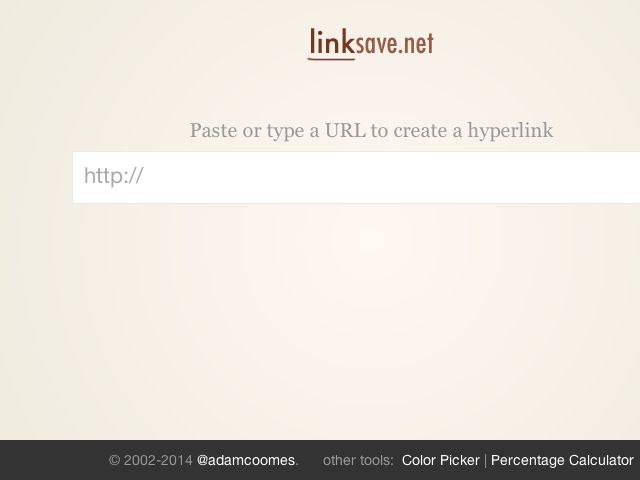 linksave.net
Paste or type a URL to create a hyperlink
http://
© 2002-2014 @adamcoomes. other tools: Color Picker | Percentage Calculator